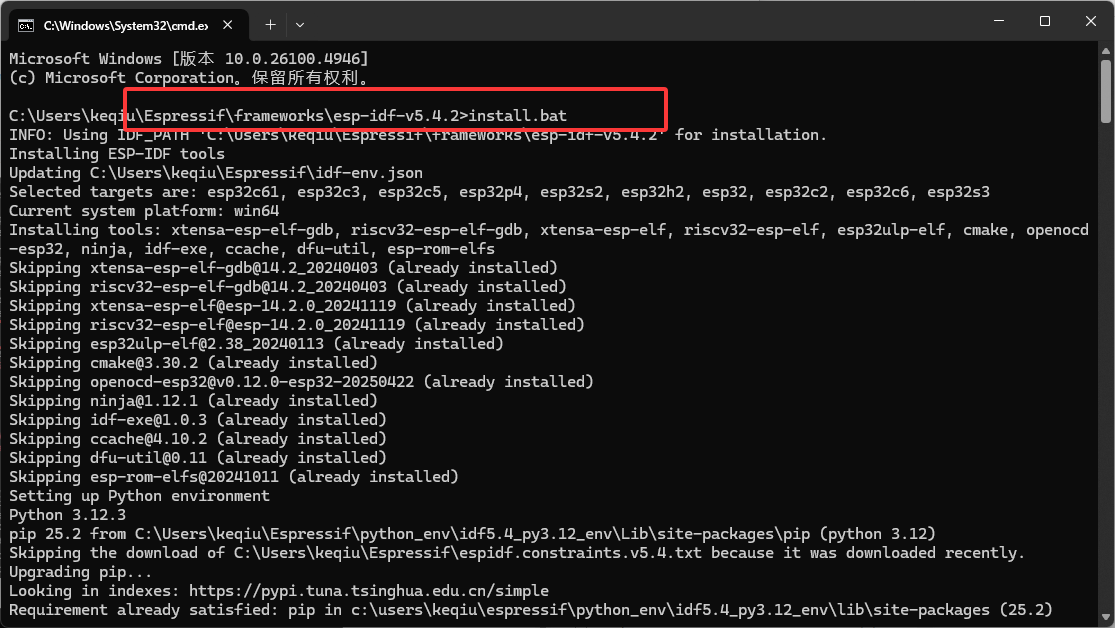 C:\Windows\System32\cmd.ex
Microsoft Windows [版本 10.0.26100.4946]
(c) Microsoft Corporation。保留所有权利。
C:\Users\keqiu\Espressif\frameworks\esp-idf-v5.4.2>install.bat
INFO: Using IDF_PATH 'C:\Users\keqiu\Espressif\frameworks\esp-idf-v5.4.2' for installation.
Installing ESP-IDF tools
Updating C:\Users\keqiu\Espressif\idf-env.json
Selected targets are: esp32c61, esp32c3, esp32c5, esp32p4, esp32s2, esp32h2, esp32, esp32c2, esp32c6, esp32s3
Current system platform: win64
Installing tools: xtensa-esp-elf-gdb, riscv32-esp-elf-gdb, xtensa-esp-elf, riscv32-esp-elf, esp32ulp-elf, cmake, openocd
-esp32, ninja, idf-exe, ccache, dfu-util, esp-rom-elfs
Skipping xtensa-esp-elf-gdb@14.2_20240403 (already installed)
Skipping riscv32-esp-elf-gdb@14.2_20240403 (already installed)
Skipping xtensa-esp-elf@esp-14.2.0_20241119 (already installed)
Skipping riscv32-esp-elf@esp-14.2.0_20241119 (already installed)
Skipping esp32ulp-elf@2.38_20240113 (already installed)
Skipping cmake@3.30.2 (already installed)
Skipping openocd-esp32@v0.12.0-esp32-20250422 (already installed)
Skipping ninja@1.12.1 (already installed)
Skipping idf-exe@1.0.3 (already installed)
Skipping ccache@4.10.2 (already installed)
Skipping dfu-util@0.11 (already installed)
Skipping esp-rom-elfs@20241011 (already installed)
Setting up Python environment
Python 3.12.3
pip 25.2 from C:\Users\keqiu\Espressif\python_env\idf5.4_py3.12_env\Lib\site-packages\pip (python 3.12)
Skipping the download of C:\Users\keqiu\Espressif\espidf.constraints.v5.4.txt because it was downloaded recently.
Upgrading pip...
Looking in indexes: https://pypi.tuna.tsinghua.edu.cn/simple
Requirement already satisfied: pip in c:\users\keqiu\espressif\python_env\idf5.4_py3.12_env\lib\site-packages (25.2)